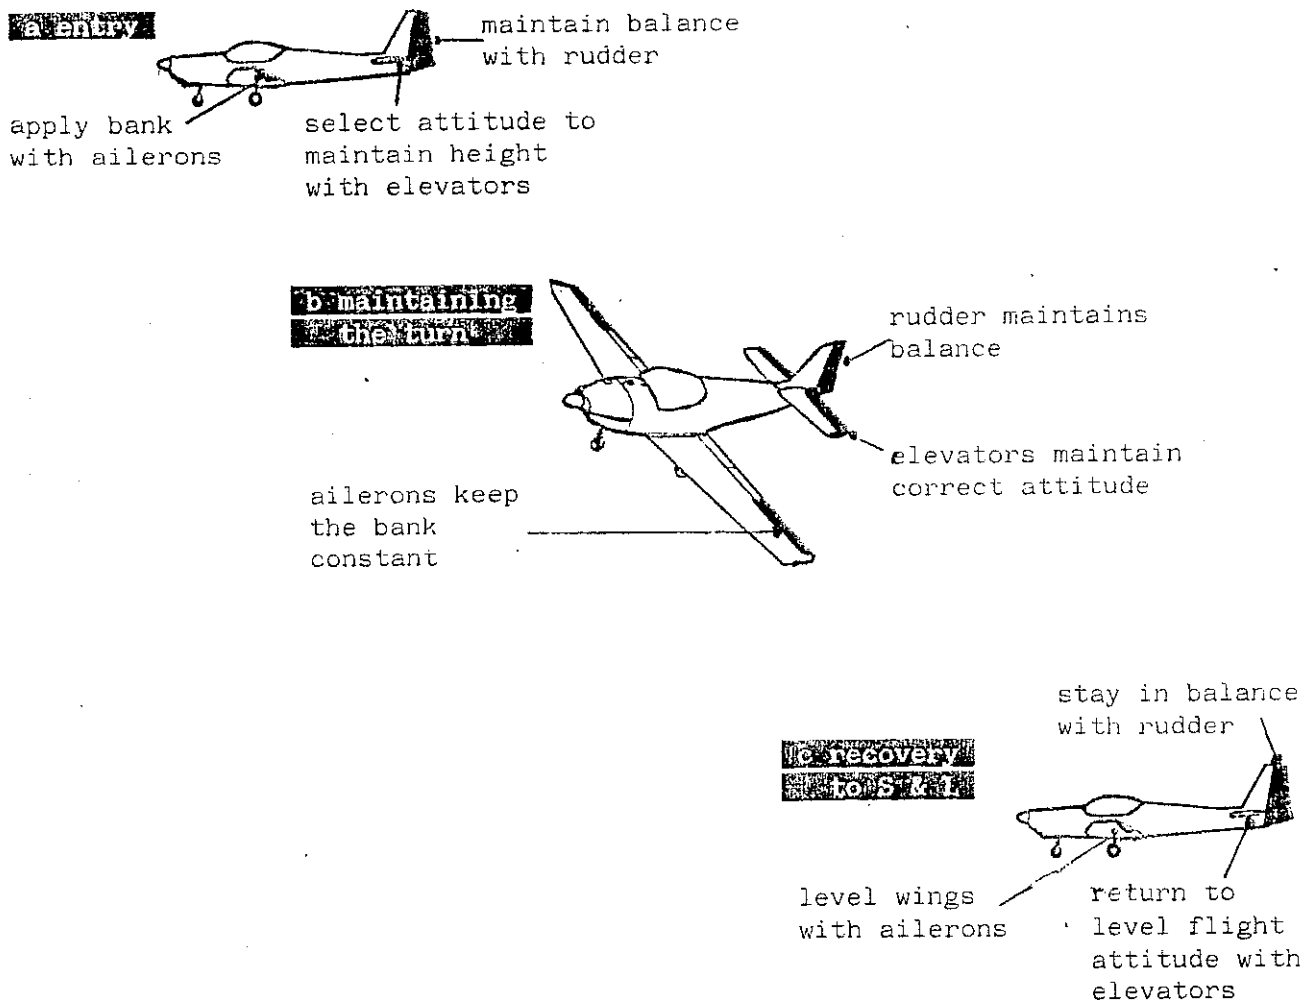 a entry
maintain balance
with rudder
apply bank
with ailerons
select attitude to
maintain height
with elevators
b maintaining
the turn
rudder maintains
balance
elevators maintain
correct attitude
ailerons keep
the bank
constant
stay in balance
with rudder
c recovery
to S & L
level wings
with ailerons
return to
level flight
attitude with
elevators